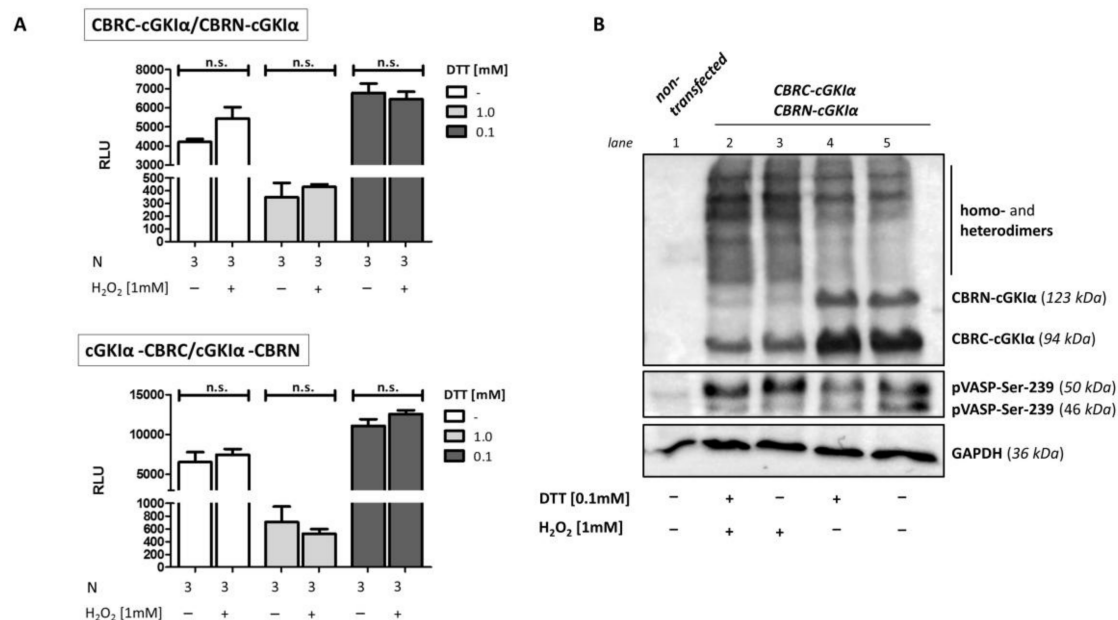 A
CBRC-cGKIα/CBRN-cGKIα
n.s. n.s. n.s.
8000
7000
6000
5000
4000
3000
500
400
300
200
100
0
RLU
DTT [mM]
-
1.0
0.1
N 3 3 3 3 3 3
H₂O₂ [1mM] – + – + – +
cGKIα -CBRC/cGKIα -CBRN
n.s. n.s. n.s.
15000
10000
5000
1000
800
600
400
200
0
RLU
DTT [mM]
-
1.0
0.1
N 3 3 3 3 3 3
H₂O₂ [1mM] – + – + – +
B
non-
transfected
CBRC-cGKIα
CBRN-cGKIα
lane 1 2 3 4 5
homo- and
heterodimers
CBRN-cGKIα (123 kDa)
CBRC-cGKIα (94 kDa)
pVASP-Ser-239 (50 kDa)
pVASP-Ser-239 (46 kDa)
GAPDH (36 kDa)
DTT [0.1mM] – + – + –
H₂O₂ [1mM] – + + – –